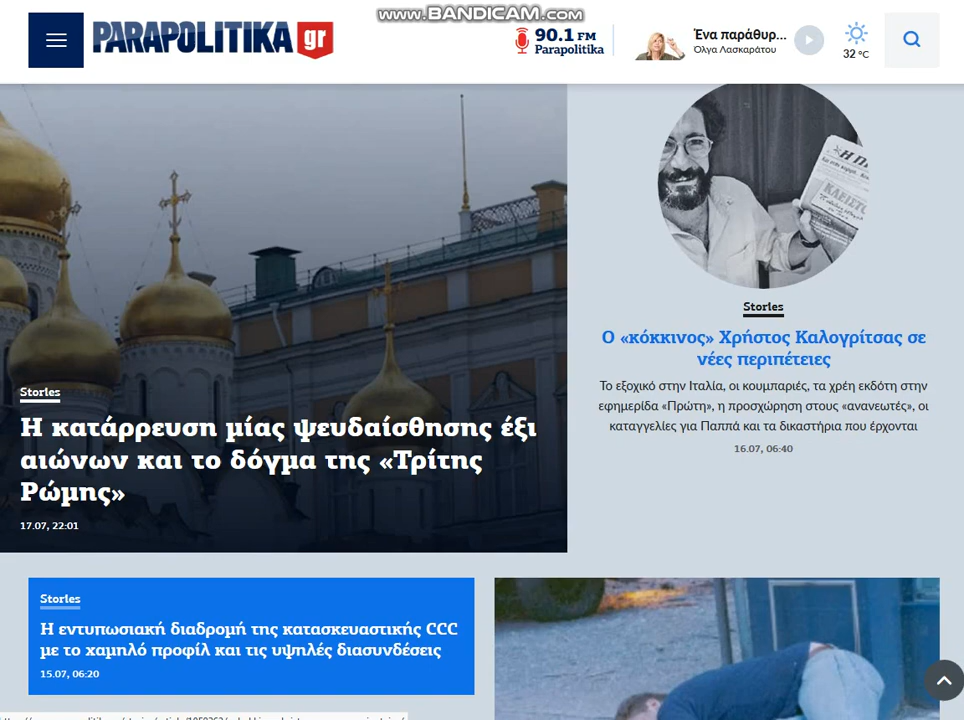 www.BANDICAM.com
PARAPOLITIKA gr
90.1 FM
Parapolitika
Ένα παράθυρ...
Όλγα Λασκαράτου
32 °C
Stories
Η κατάρρευση μίας ψευδαίσθησης έξι
αιώνων και το δόγμα της «Τρίτης
Ρώμης»
17.07, 22:01
Stories
Ο «κόκκινος» Χρήστος Καλογρίτσας σε
νέες περιπέτειες
Το εξοχικό στην Ιταλία, οι κουμπαριές, τα χρέη εκδότη στην
εφημερίδα «Πρώτη», η προσχώρηση στους «ανανεωτές», οι
καταγγελίες για Παππά και τα δικαστήρια που έρχονται
16.07, 06:40
Stories
Η εντυπωσιακή διαδρομή της κατασκευαστικής CCC
με το χαμηλό προφίλ και τις υψηλές διασυνδέσεις
15.07, 06:20